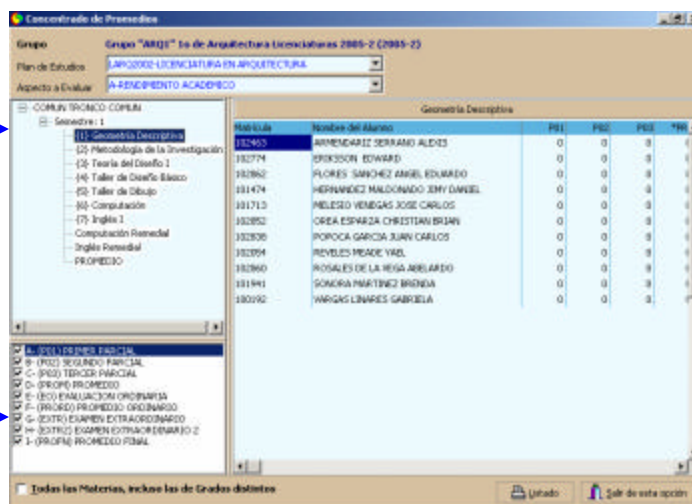 Concentrado de Promedios
Grupo Grupo "ARQ1" 1o de Arquitectura Licenciaturas 2005-2 (2005-2)
Plan de Estudios LARQ2002-LICENCIATURA EN ARQUITECTURA
Aspecto a Evaluar A-RENDIMIENTO ACADEMICO
COMUN TRONCO COMUN
Semestre: 1
(1)- Geometría Descriptiva
(2)- Metodología de la Investigación
(3)- Teoría del Diseño I
(4)- Taller de Diseño Básico
(5)- Taller de Dibujo
(6)- Computación
(7)- Inglés I
Computación Remedial
Inglés Remedial
PROMEDIO
Geometría Descriptiva
Matrícula Nombre del Alumno P01 P02 P03
102463 ARMENDARIZ SERRANO ALEXIS 0 0 0
102774 ERIKSSON EDWARD 0 0 0
102862 FLORES SANCHEZ ANGEL EDUARDO 0 0 0
101474 HERNANDEZ MALDONADO JIMY DANIEL 0 0 0
101713 MELESIO VENEGAS JOSE CARLOS 0 0 0
102852 OREA ESPARZA CHRISTIAN BRIAN 0 0 0
102838 POPOCA GARCIA JUAN CARLOS 0 0 0
102894 REVELES MEADE YAEL 0 0 0
102860 ROSALES DE LA VEGA ABELARDO 0 0 0
101941 SONORA MARTINEZ BRENDA 0 0 0
100192 VARGAS LINARES GABRIELA 0 0 0
A- (P01) PRIMER PARCIAL
B- (P02) SEGUNDO PARCIAL
C- (P03) TERCER PARCIAL
D- (PROM) PROMEDIO
E- (EO) EVALUACION ORDINARIA
F- (PRORD) PROMEDIO ORDINARIO
G- (EXTR) EXAMEN EXTRAORDINARIO
H- (EXTR2) EXAMEN EXTRAORDINARIO 2
I- (PROFN) PROMEDIO FINAL
Todas las Materias, incluso las de Grados distintos
Listado
Salir de esta opción